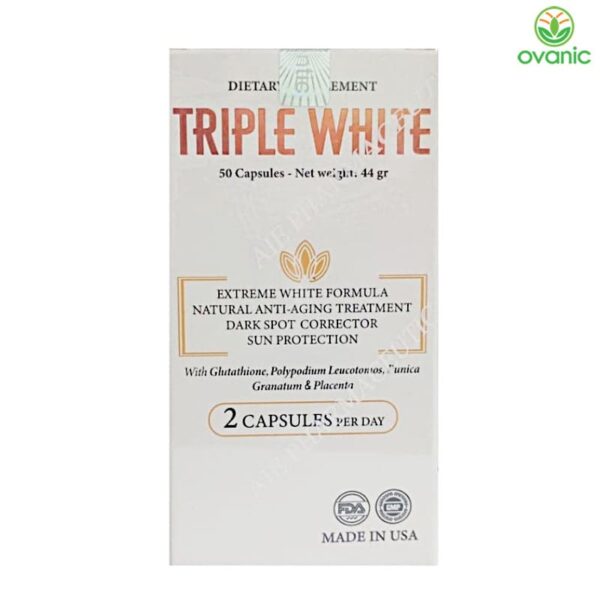 ovanic
DIETARY
TRIPLE WHITE
50 Capsules - Net weight. 44 gr
EXTREME WHITE FORMULA
NATURAL ANTI-AGING TREATMENT
DARK SPOT CORRECTOR
SUN PROTECTION
With Glutathione, Polypodium Leucotomos, Punica
Granatum & Placenta
2 CAPSULES PER DAY
FDA
GMP
MADE IN USA